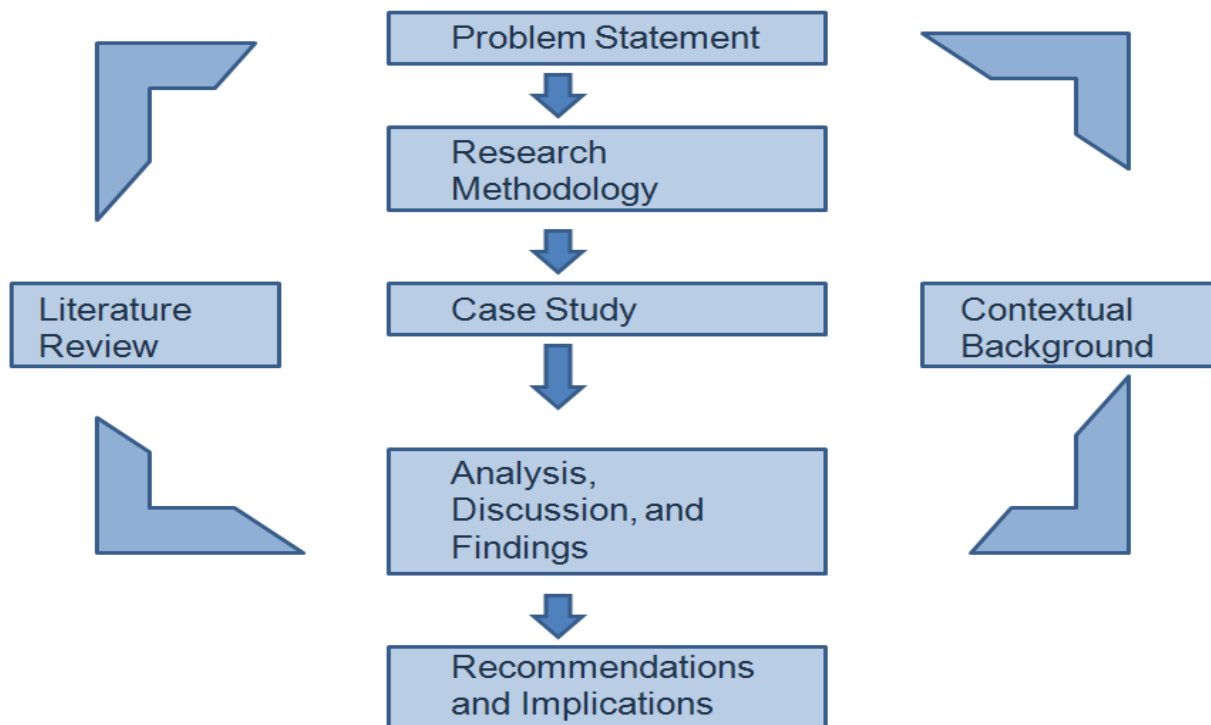 Problem Statement
Research
Methodology
Literature
Review
Case Study
Contextual
Background
Analysis,
Discussion, and
Findings
Recommendations
and Implications